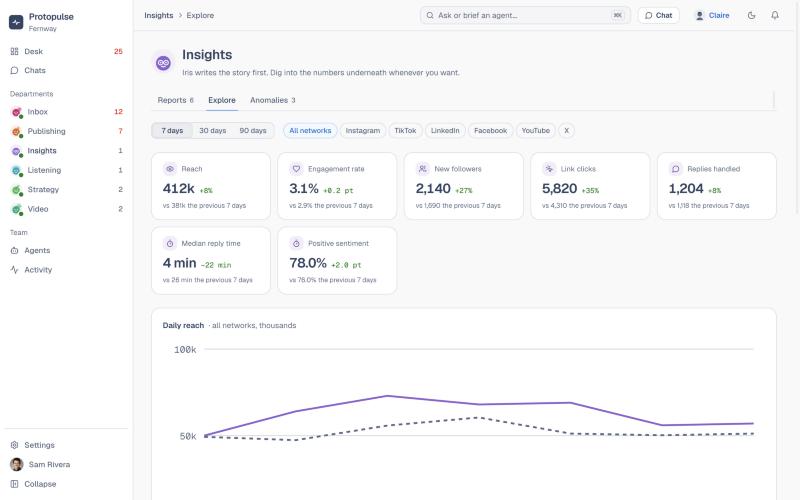 Protopulse
Fernway
Desk 25
Chats
Departments
Inbox 12
Publishing 7
Insights 1
Listening 1
Strategy 2
Video 2
Team
Agents
Activity
Settings
Sam Rivera
Collapse
Insights > Explore
Ask or brief an agent... ⌘K
Chat
Claire
Insights
Iris writes the story first. Dig into the numbers underneath whenever you want.
Reports 6 Explore Anomalies 3
7 days 30 days 90 days All networks Instagram TikTok LinkedIn Facebook YouTube X
Reach
412k +8%
vs 381k the previous 7 days
Engagement rate
3.1% +0.2 pt
vs 2.9% the previous 7 days
New followers
2,140 +27%
vs 1,690 the previous 7 days
Link clicks
5,820 +35%
vs 4,310 the previous 7 days
Replies handled
1,204 +8%
vs 1,118 the previous 7 days
Median reply time
4 min −22 min
vs 26 min the previous 7 days
Positive sentiment
78.0% +2.0 pt
vs 76.0% the previous 7 days
Daily reach · all networks, thousands
100k
50k